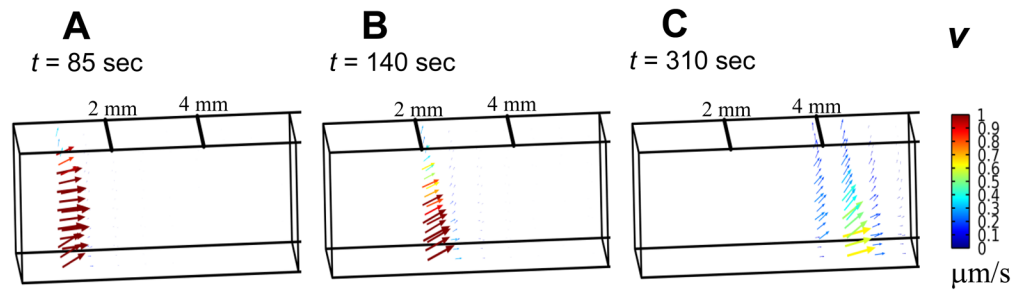 A
B
C
v
t = 85 sec
t = 140 sec
t = 310 sec
2 mm
4 mm
2 mm
4 mm
2 mm
4 mm
1
0.9
0.8
0.7
0.6
0.5
0.4
0.3
0.2
0.1
0
μm/s